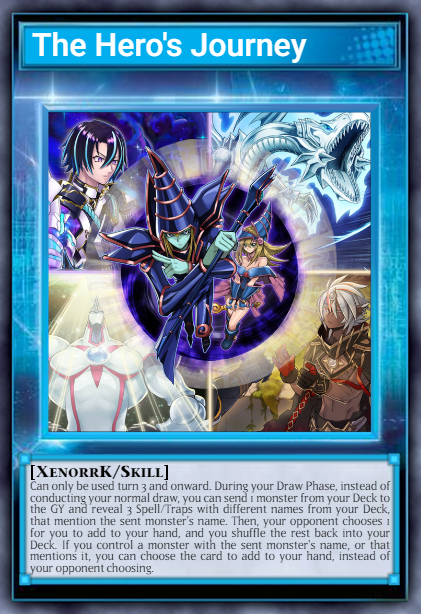 The Hero's Journey
[XenorrK/Skill]
Can only be used turn 3 and onward. During your Draw Phase, instead of
conducting your normal draw, you can send 1 monster from your Deck to
the GY and reveal 3 Spell/Traps with different names from your Deck,
that mention the sent monster's name. Then, your opponent chooses 1
for you to add to your hand, and you shuffle the rest back into your
Deck. If you control a monster with the sent monster's name, or that
mentions it, you can choose the card to add to your hand, instead of
your opponent choosing.